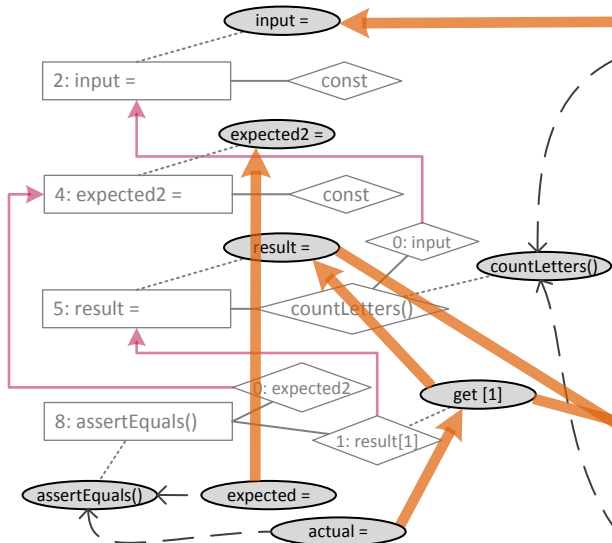 input =
2: input =
const
expected2 =
4: expected2 =
const
0: input
result =
countLetters()
5: result =
countLetters()
0: expected2
get [1]
8: assertEquals()
1: result[1]
assertEquals()
expected =
actual =